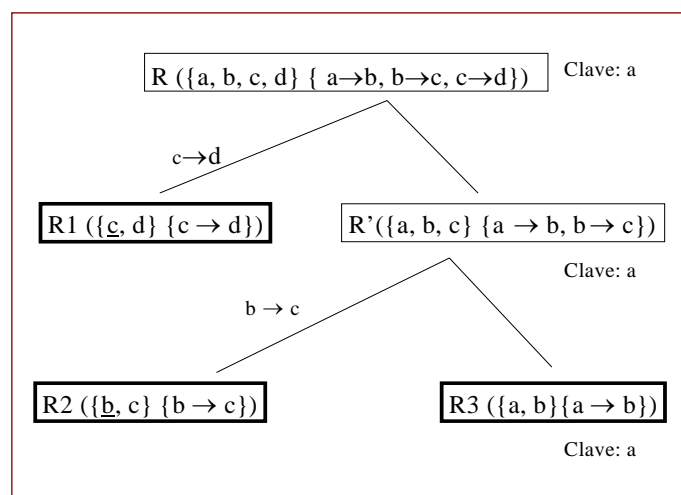 R ({a, b, c, d} { a→b, b→c, c→d})
Clave: a
c→d
R1 ({c, d} {c → d})
R’({a, b, c} {a → b, b → c})
Clave: a
b → c
R2 ({b, c} {b → c})
R3 ({a, b}{a → b})
Clave: a